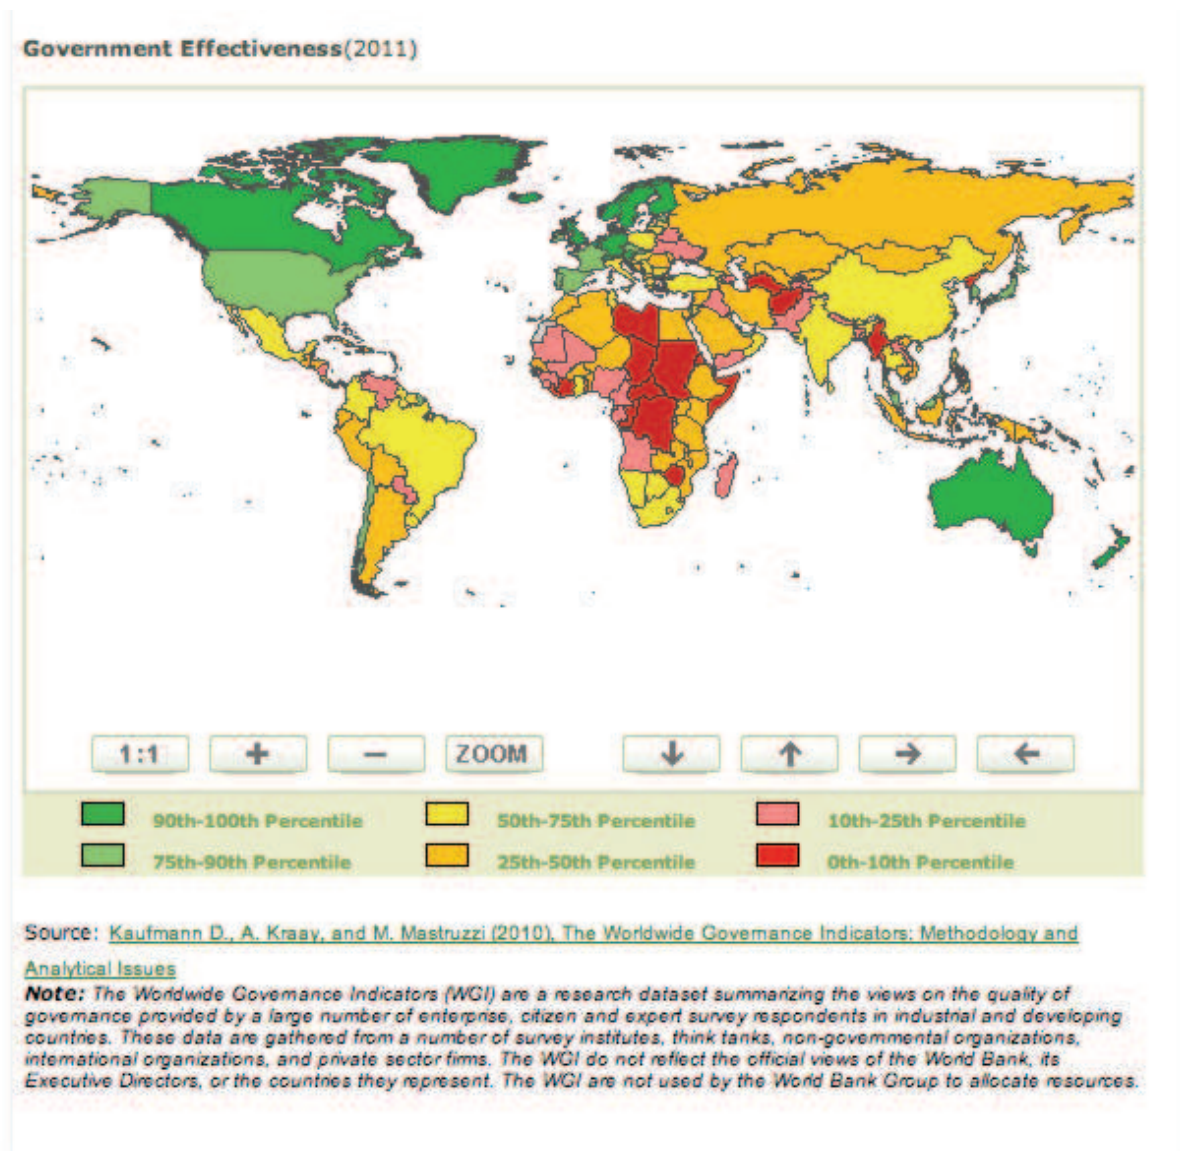 Government Effectiveness(2011)
1:1 + − ZOOM ↓ ↑ → ←
90th-100th Percentile 50th-75th Percentile 10th-25th Percentile
75th-90th Percentile 25th-50th Percentile 0th-10th Percentile
Source: Kaufmann D., A. Kraay, and M. Mastruzzi (2010), The Worldwide Governance Indicators: Methodology and
Analytical Issues
Note: The Worldwide Governance Indicators (WGI) are a research dataset summarizing the views on the quality of
governance provided by a large number of enterprise, citizen and expert survey respondents in industrial and developing
countries. These data are gathered from a number of survey institutes, think tanks, non-governmental organizations,
international organizations, and private sector firms. The WGI do not reflect the official views of the World Bank, its
Executive Directors, or the countries they represent. The WGI are not used by the World Bank Group to allocate resources.